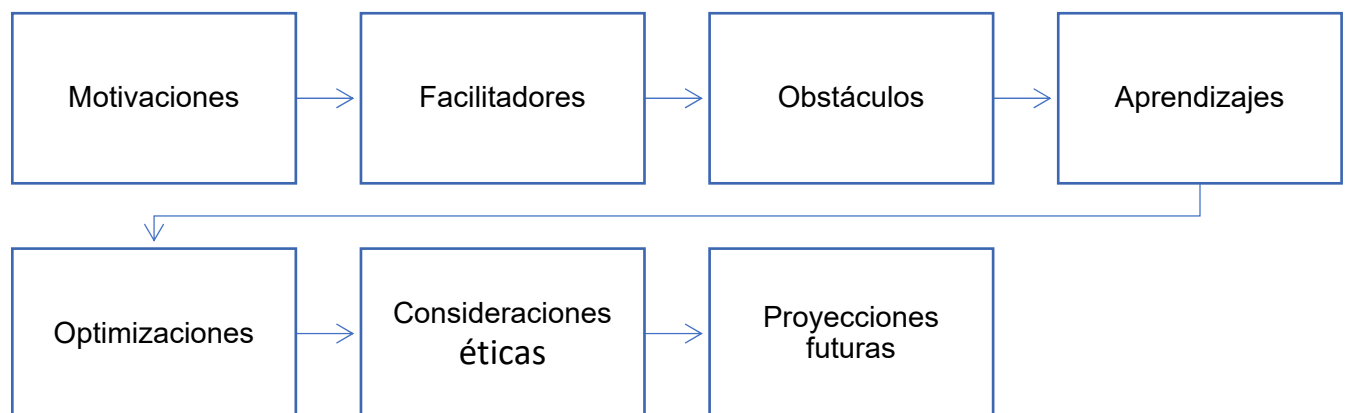 Motivaciones
Facilitadores
Obstáculos
Aprendizajes
Optimizaciones
Consideraciones
éticas
Proyecciones
futuras